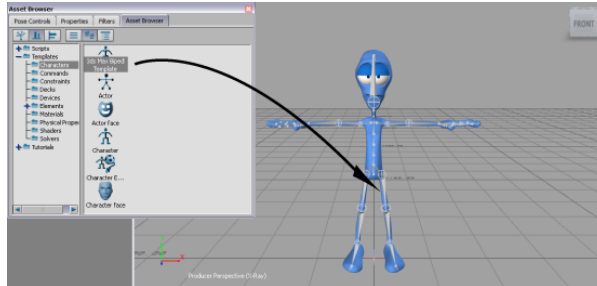 Asset Browser
Pose Controls Properties Filters Asset Browser
Scripts
Templates
Characters
Commands
Constraints
Decks
Devices
Elements
Materials
Physical Proper
Shaders
Solvers
Tutorials
3ds Max Biped
Template
Actor
Actor Face
Character
Character E...
Character Face
FRONT
Producer Perspective (X-Ray)